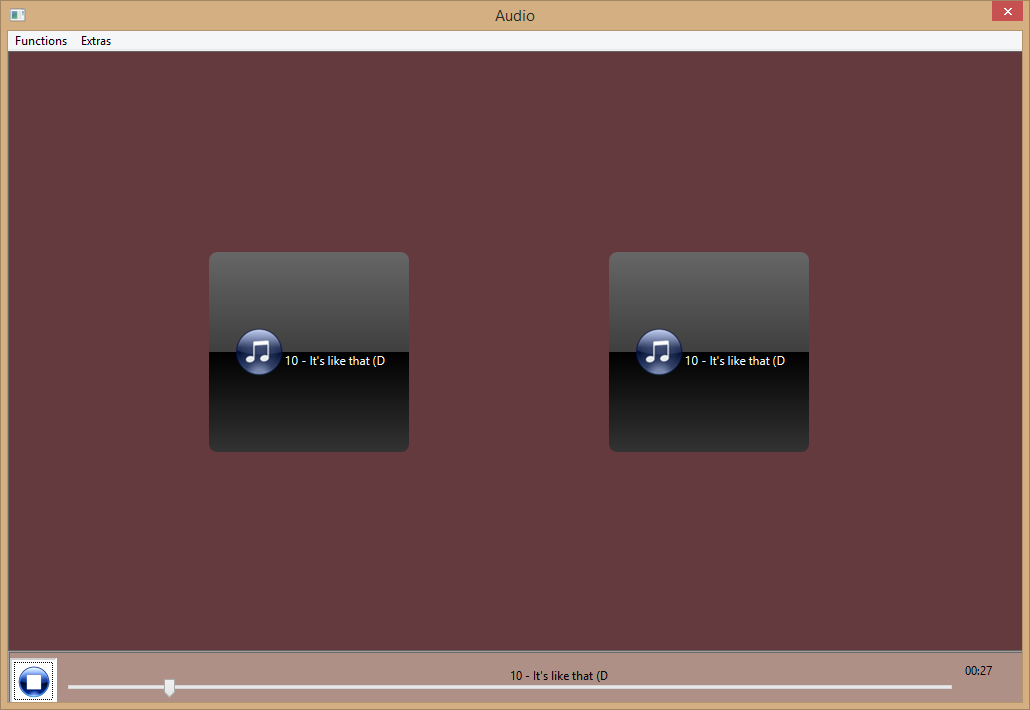 Audio
Functions Extras
10 - It's like that (D
10 - It's like that (D
10 - It's like that (D
00:27